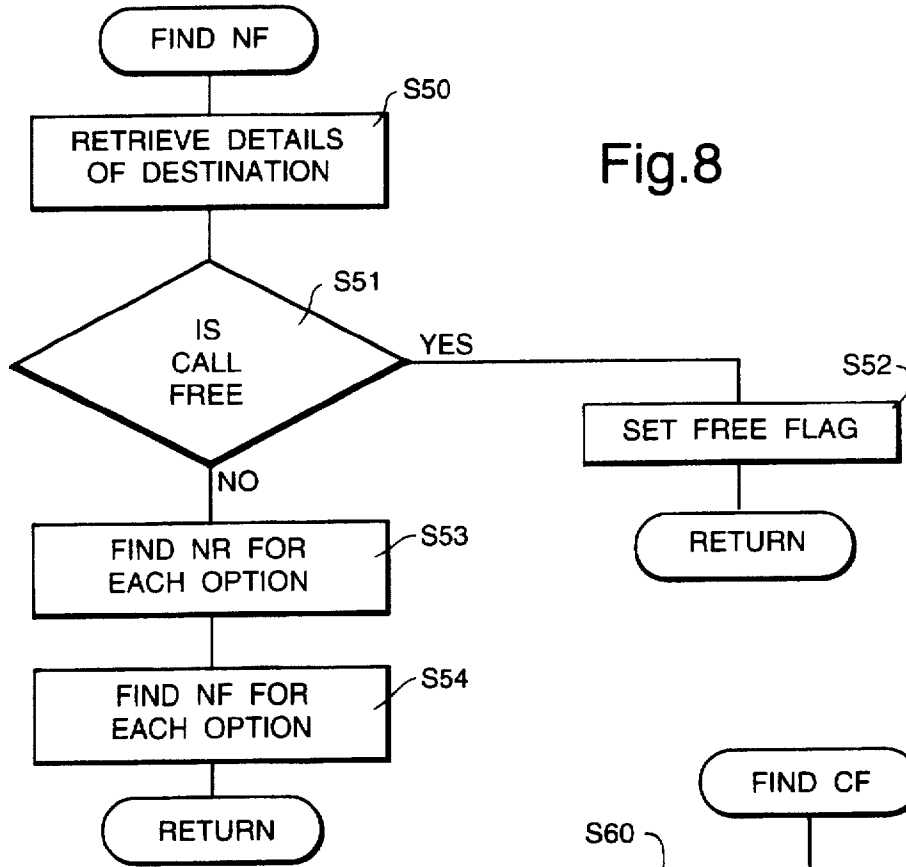 FIND NF
S50
RETRIEVE DETAILS
OF DESTINATION
Fig.8
S51
IS
CALL
FREE
YES
S52
SET FREE FLAG
RETURN
NO
S53
FIND NR FOR
EACH OPTION
S54
FIND NF FOR
EACH OPTION
RETURN
FIND CF
S60